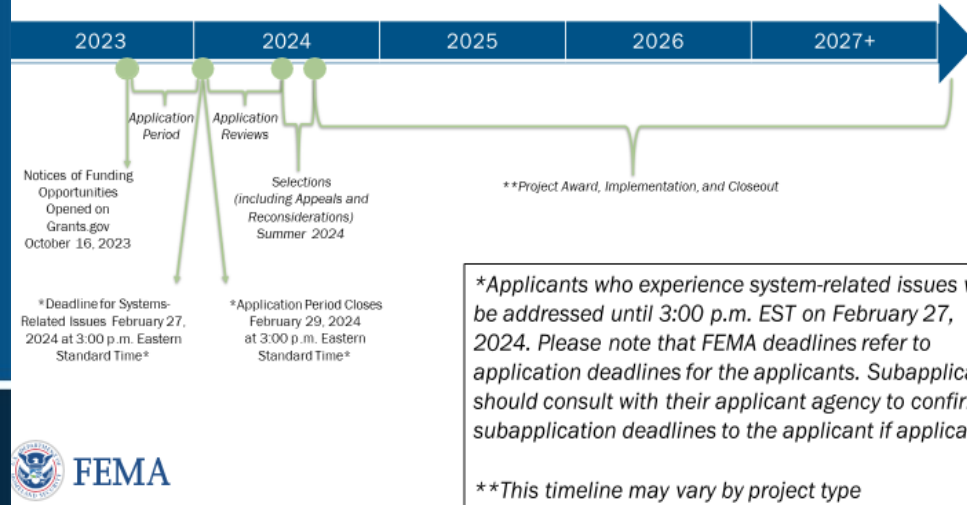 2023 2024 2025 2026 2027+
Application
Period
Application
Reviews
Notices of Funding
Opportunities
Opened on
Grants.gov
October 16, 2023
Selections
(including Appeals and
Reconsiderations)
Summer 2024
**Project Award, Implementation, and Closeout
*Deadline for Systems-
Related Issues February 27,
2024 at 3:00 p.m. Eastern
Standard Time*
*Application Period Closes
February 29, 2024
at 3:00 p.m. Eastern
Standard Time*
*Applicants who experience system-related issues
be addressed until 3:00 p.m. EST on February 27,
2024. Please note that FEMA deadlines refer to
application deadlines for the applicants.
should consult with their applicant agency to
subapplication deadlines to the applicant if
**This timeline may vary by project type
FEMA